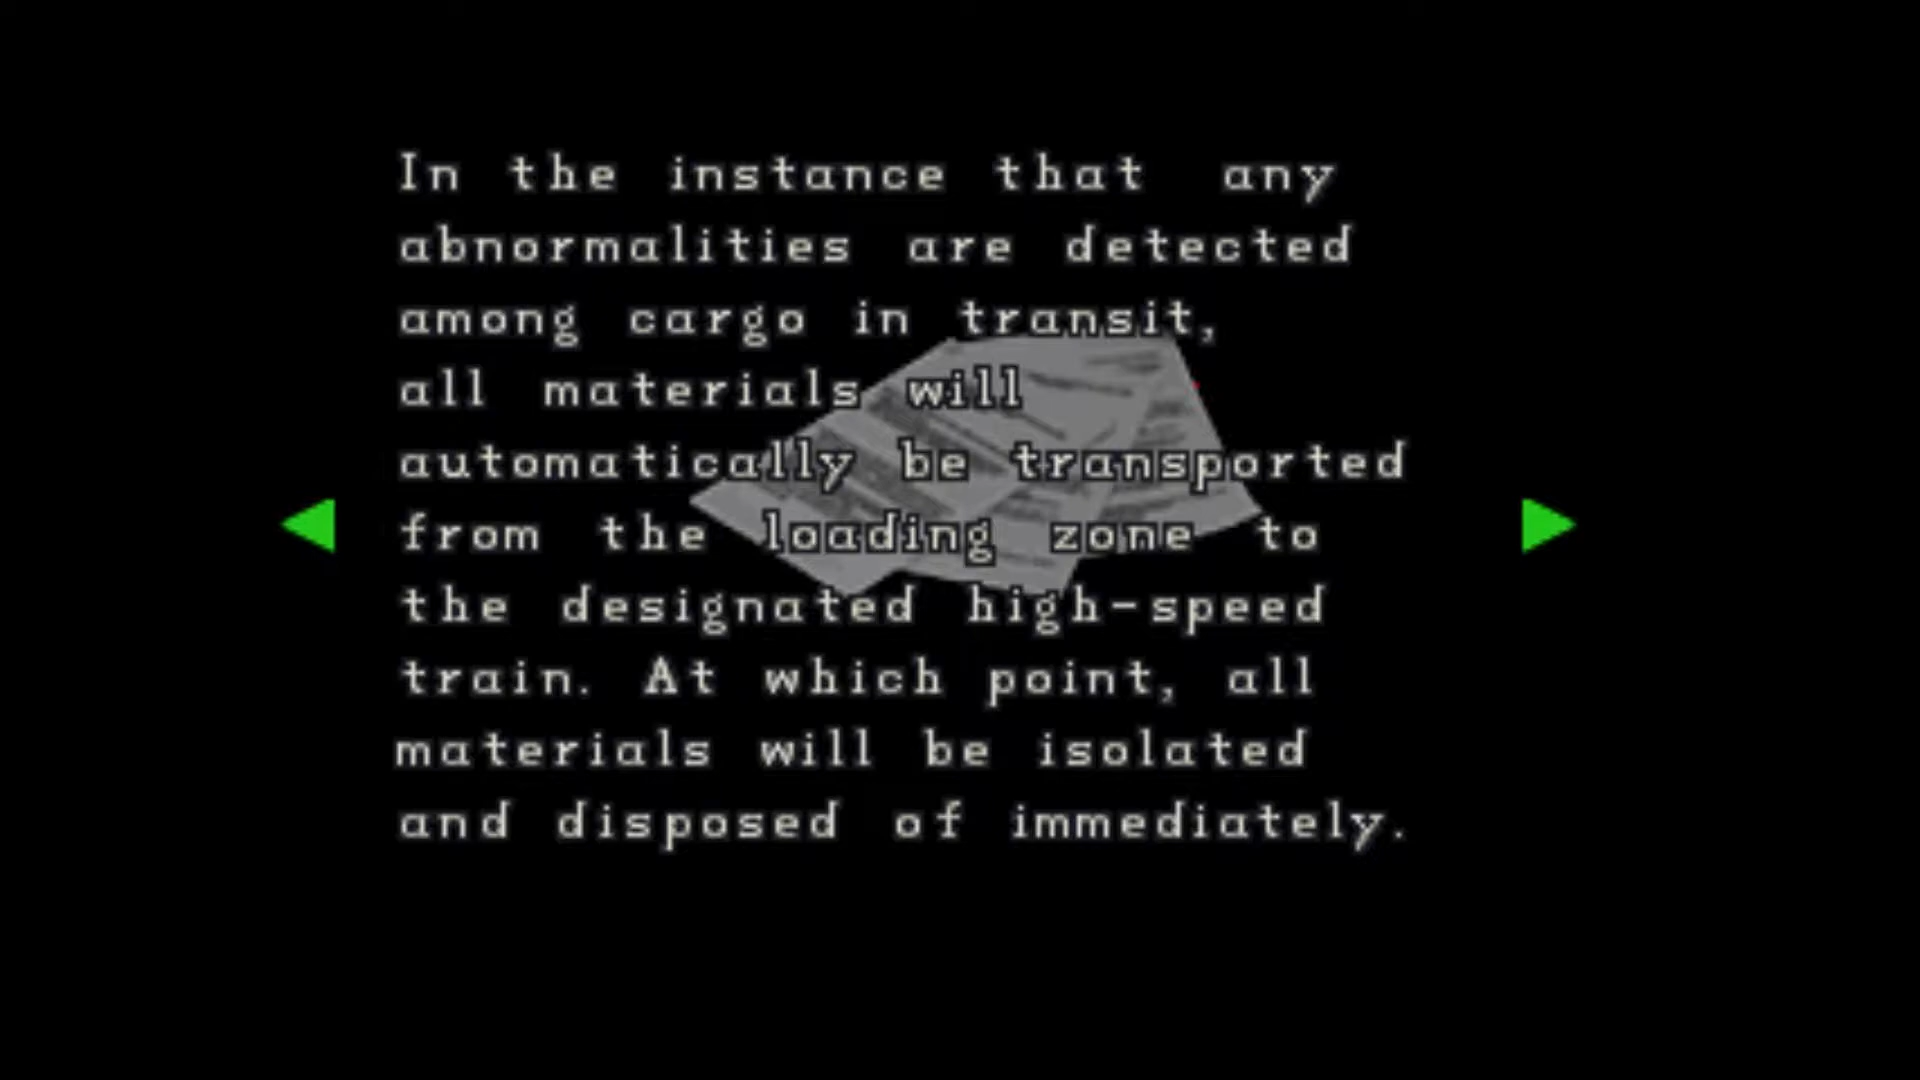 In the instance that any
abnormalities are detected
among cargo in transit,
all materials will
automatically be transported
from the loading zone to
the designated high-speed
train. At which point, all
materials will be isolated
and disposed of immediately.